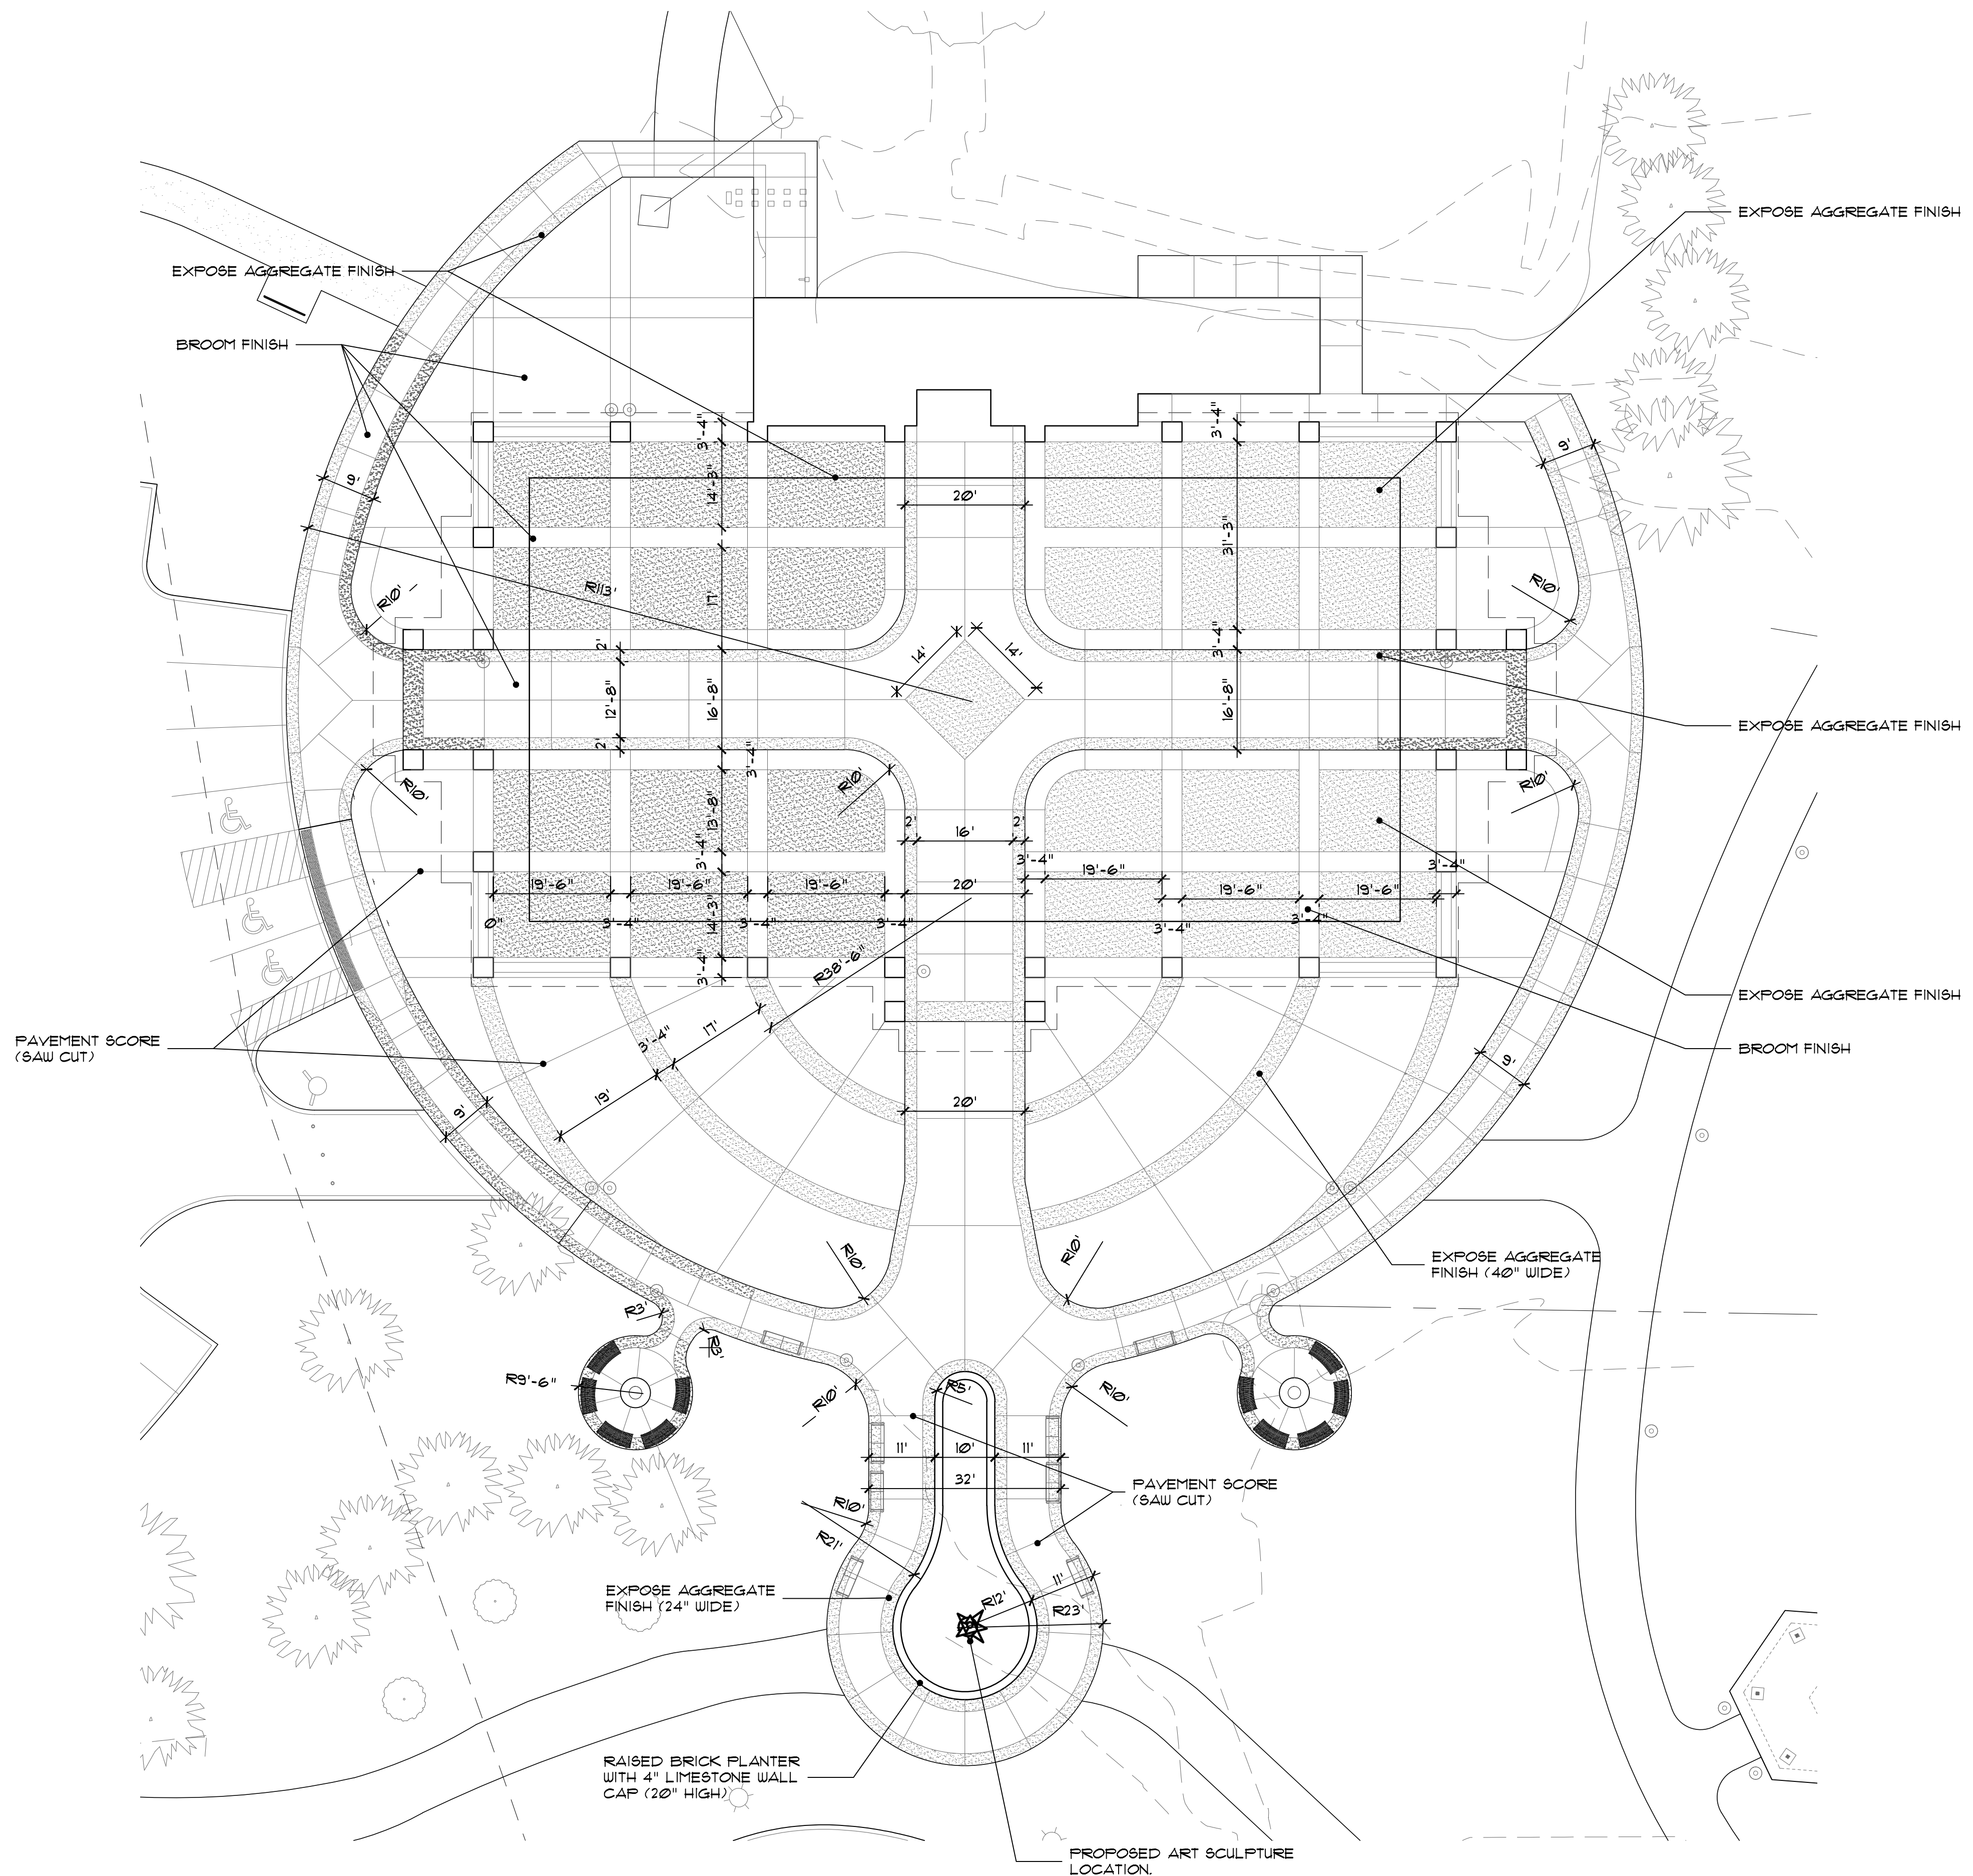 EXPOSE AGGREGATE FINISH
EXPOSE AGGREGATE FINISH
BROOM FINISH
3'-4"
3'-4"
9'
9'
14'-3"
20'
31'-3"
R113'
17'
R10'
R10'
2'
14'
14'
3'-4"
EXPOSE AGGREGATE FINISH
12'-8"
16'-8"
16'-8"
2'
3'-4"
R10'
R10'
R10'
13'-8"
2'
16'
2'
3'-4"
3'-4"
3'-4"
19'-6"
19'-6"
19'-6"
19'-6"
20'
19'-6"
19'-6"
0"
3'-4"
14'-3"
3'-4"
3'-4"
3'-4"
3'-4"
3'-4"
R38'-6"
EXPOSE AGGREGATE FINISH
PAVEMENT SCORE
(SAW CUT)
3'-4"
17'
BROOM FINISH
19'
9'
9'
20'
R10'
R10'
EXPOSE AGGREGATE
FINISH (40" WIDE)
R3'
R3'
R9'-6"
R10'
R5'
R10'
11'
10'
11'
32'
PAVEMENT SCORE
(SAW CUT)
R10'
R21'
EXPOSE AGGREGATE
FINISH (24" WIDE)
11'
R12'
R23'
RAISED BRICK PLANTER
WITH 4" LIMESTONE WALL
CAP (20" HIGH)
PROPOSED ART SCULPTURE
LOCATION.